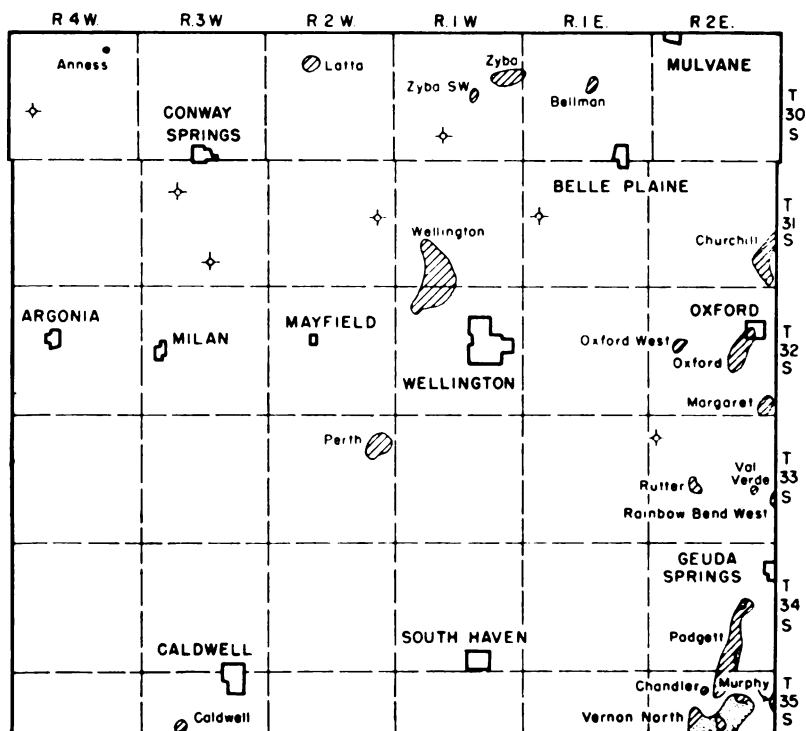 R 4 W. R. 3 W R 2 W. R. 1 W R. 1 E. R 2 E.
Anness
Latta
Zyba
Zyba SW
Bellman
MULVANE
T
30
S
CONWAY
SPRINGS
BELLE PLAINE
T
31
S
Wellington
Churchill
ARGONIA
MILAN
MAYFIELD
WELLINGTON
Oxford West
OXFORD
Oxford
T
32
S
Margaret
Perth
Rutter
Val
Verde
Rainbow Bend West
T
33
S
GEUDA
SPRINGS
T
34
S
Padgett
CALDWELL
SOUTH HAVEN
Chandler
Murphy
T
35
S
Caldwell
Vernon North